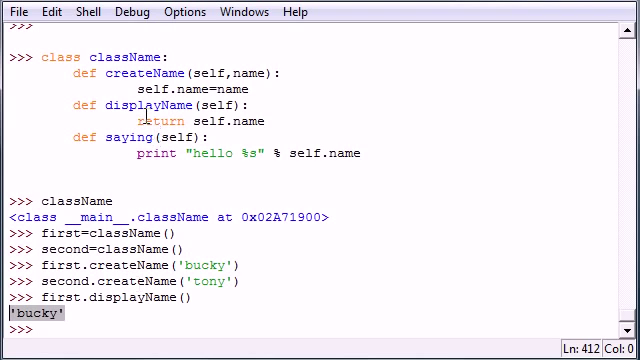 File Edit Shell Debug Options Windows Help
>>>
>>> class className:
def createName(self,name):
self.name=name
def displayName(self):
return self.name
def saying(self):
print "hello %s" % self.name
>>> className
<class __main__.className at 0x02A71900>
>>> first=className()
>>> second=className()
>>> first.createName('bucky')
>>> second.createName('tony')
>>> first.displayName()
'bucky'
>>>
Ln: 412 Col: 0